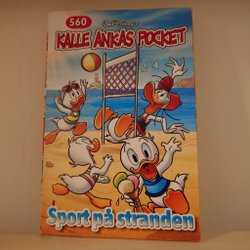 560
Walt Disney's
KALLE ANKAS POCKET
Sport på stranden